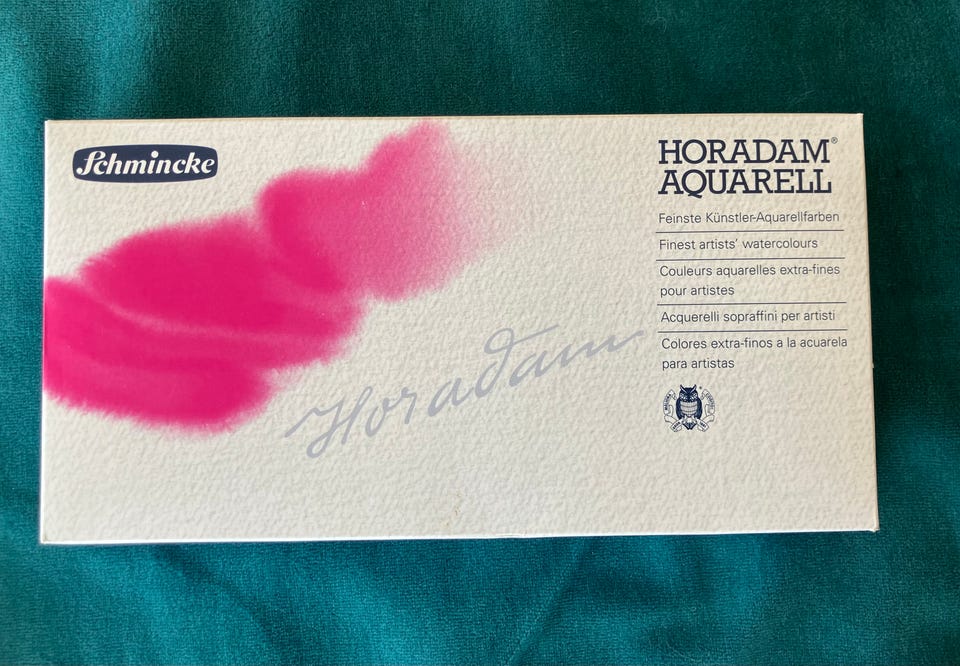 Schmincke
HORADAM®
AQUARELL
Feinste Künstler-Aquarellfarben
Finest artists' watercolours
Couleurs aquarelles extra-fines
pour artistes
Acquerelli sopraffini per artisti
Colores extra-finos a la acuarela
para artistas
Horadam